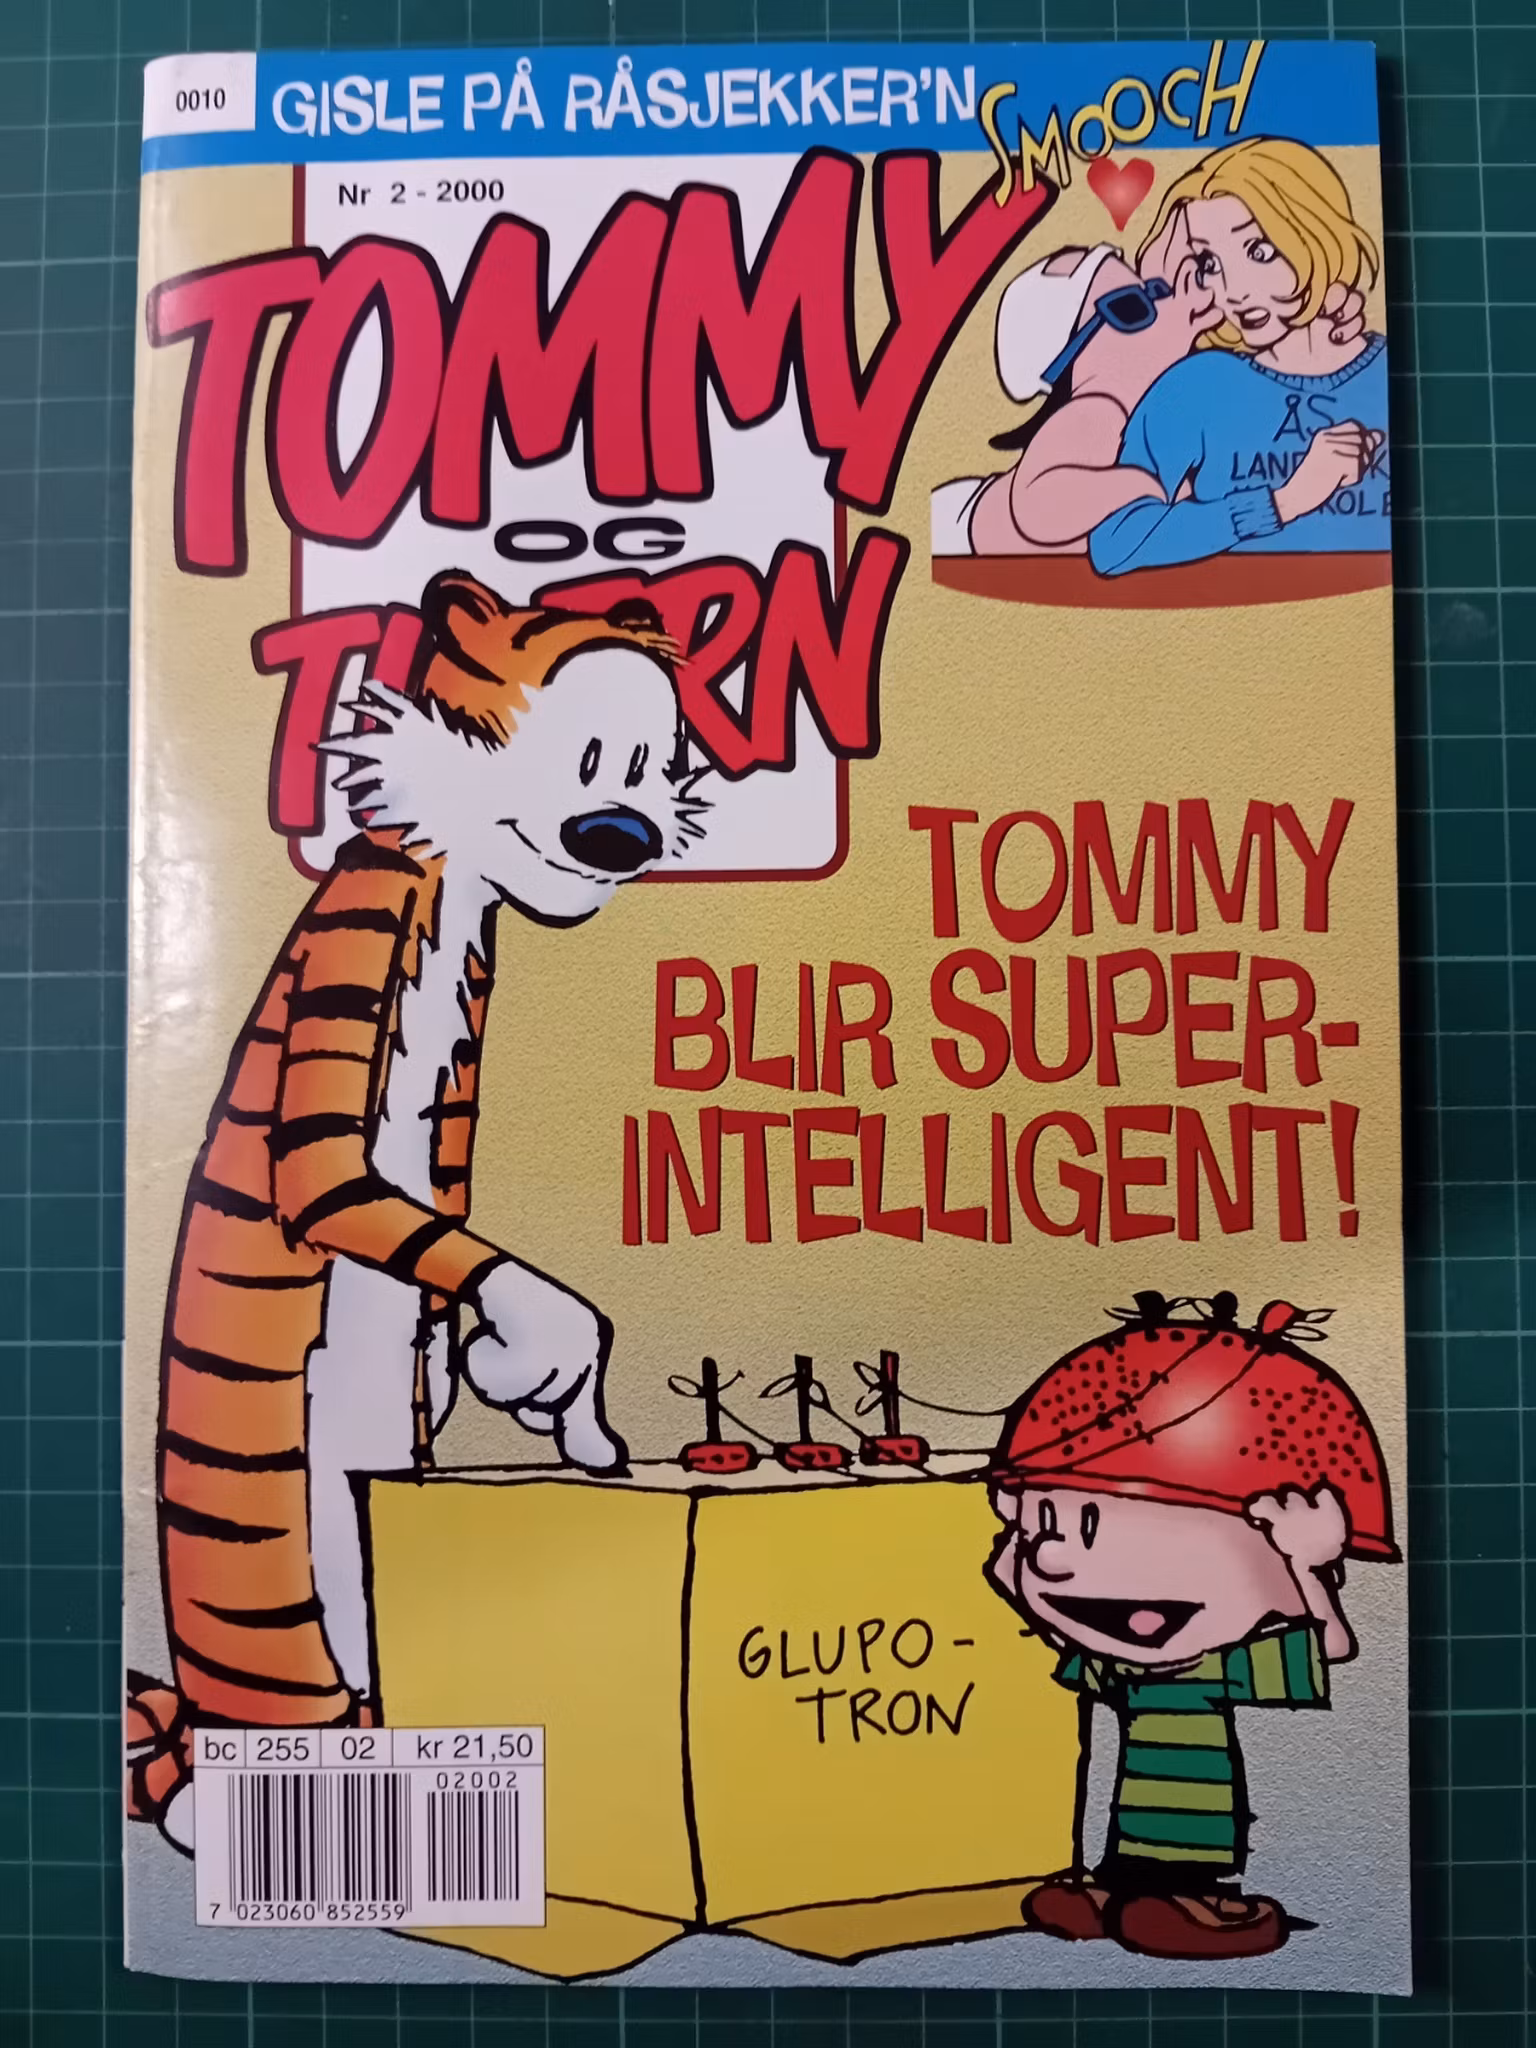 0010
GISLE PÅ RÅSJEKKER'N
SMOOCH
Nr 2 - 2000
TOMMY
OG
ÅS
TOMMY
BLIR SUPER-
INTELLIGENT!
GLUPO-
TRON
bc 255 02 kr 21,50
02002
7 023060 852559